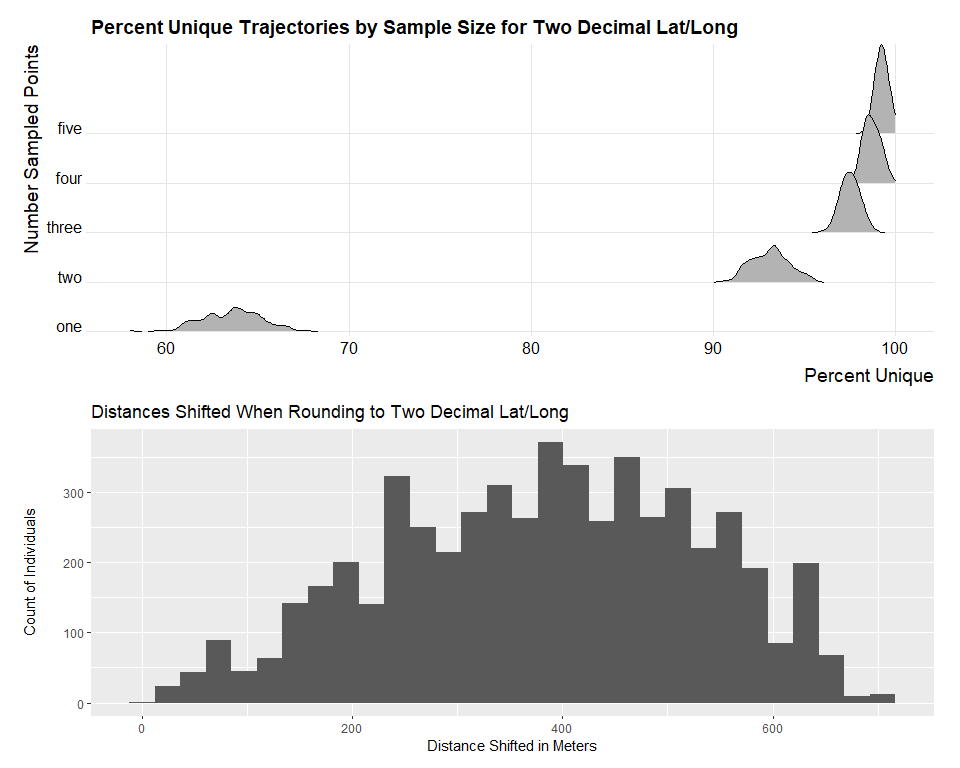 Percent Unique Trajectories by Sample Size for Two Decimal Lat/Long
Number Sampled Points
five
four
three
two
one
60 70 80 90 100
Percent Unique
Distances Shifted When Rounding to Two Decimal Lat/Long
Count of Individuals
300
200
100
0
0 200 400 600
Distance Shifted in Meters